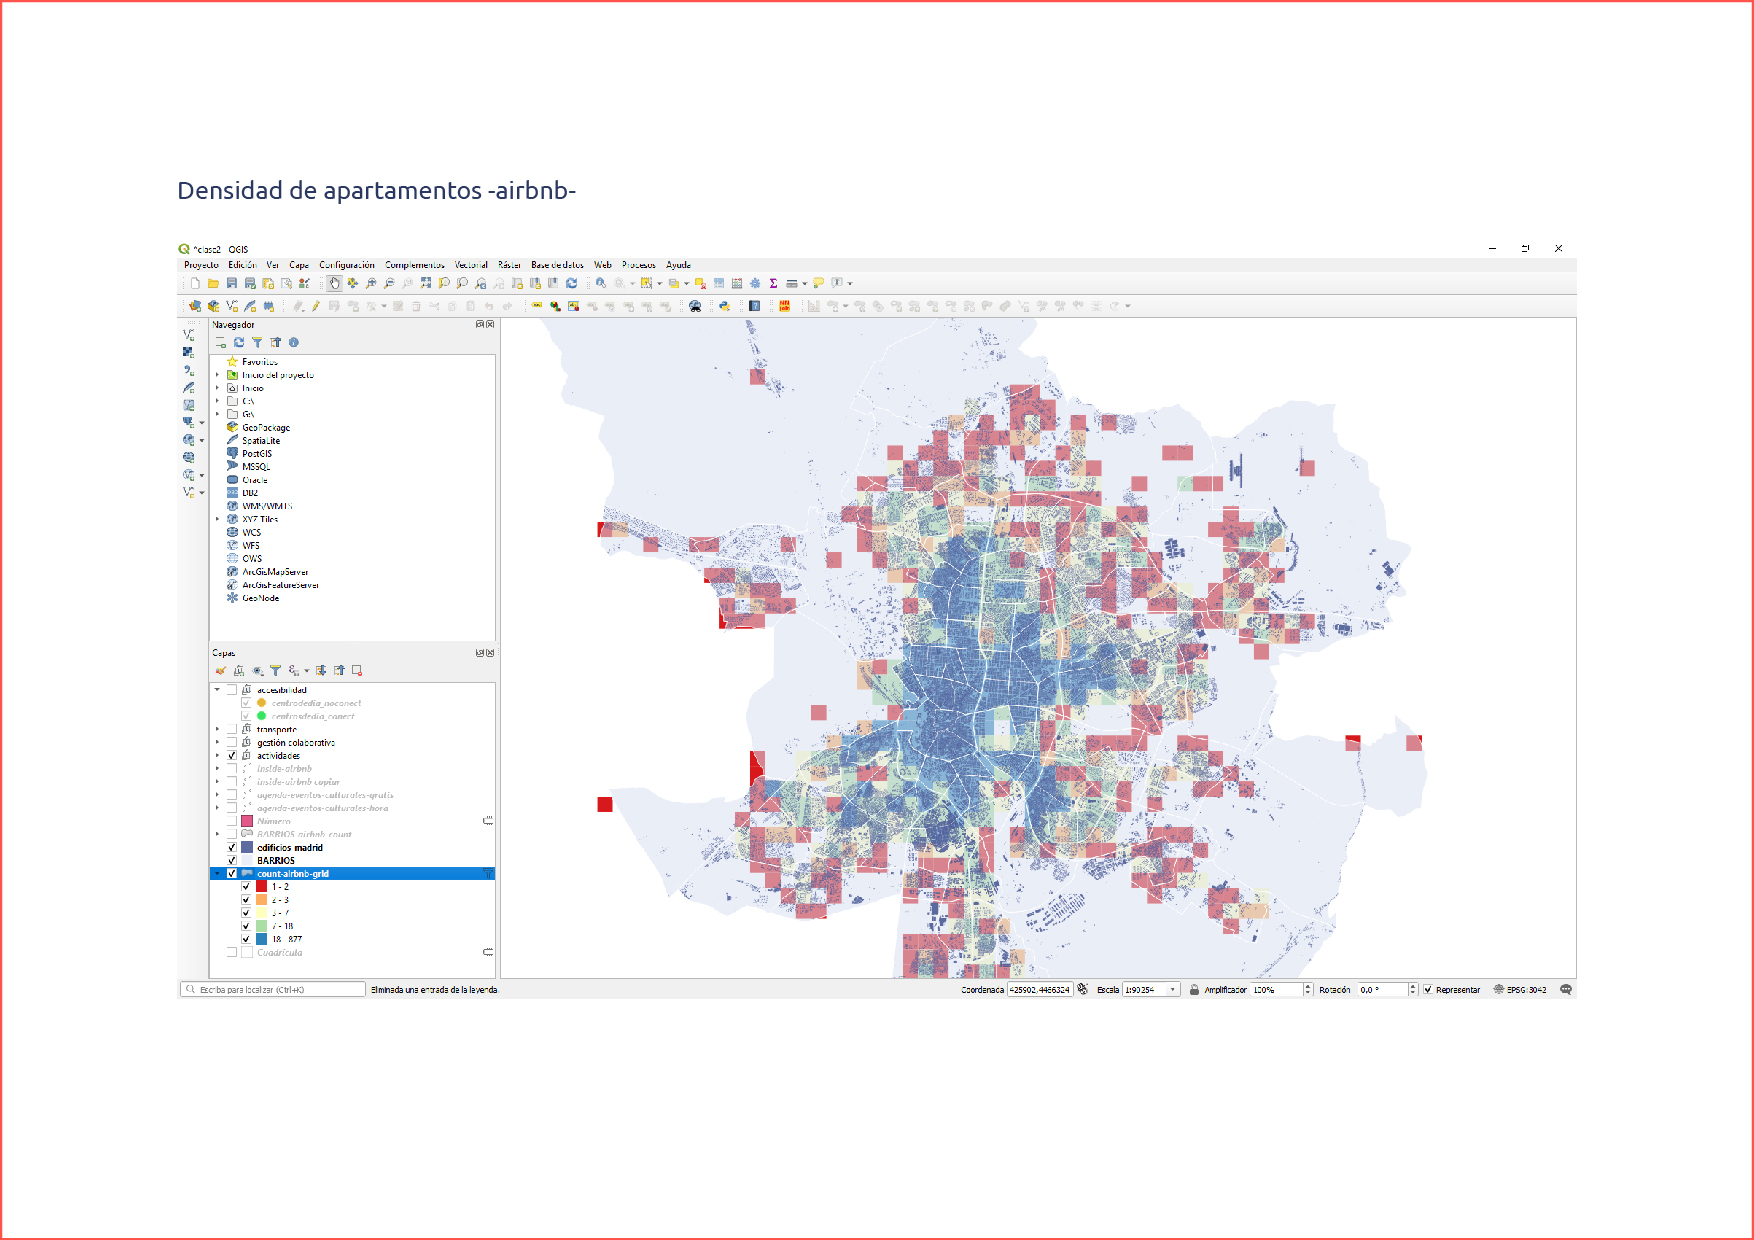 Densidad de apartamentos -airbnb-
*clase2 - QGIS
Proyecto Edición Ver Capa Configuración Complementos Vectorial Ráster Base de datos Web Procesos Ayuda
Navegador
Favoritos
Inicio del proyecto
Inicio
C:\
G:\
GeoPackage
SpatiaLite
PostGIS
MSSQL
Oracle
DB2
WMS/WMTS
XYZ Tiles
WCS
WFS
OWS
ArcGisMapServer
ArcGisFeatureServer
GeoNode
Capas
accesibilidad
centrodedia_noconect
centrosdedia_conect
transporte
gestión colaborativa
actividades
inside-airbnb
inside-airbnb copiar
agenda-eventos-culturales-gratis
agenda-eventos-culturales-hora
Número
BARRIOS_airbnb_count
edificios_madrid
BARRIOS
count-airbnb-grid
1 - 2
2 - 3
3 - 7
7 - 18
18 - 877
Cuadrícula
Escriba para localizar (Ctrl+K) Eliminada una entrada de la leyenda. Coordenada 425902,4466324 Escala 1:90254 Amplificador 100% Rotación 0,0 ° Representar EPSG:3042